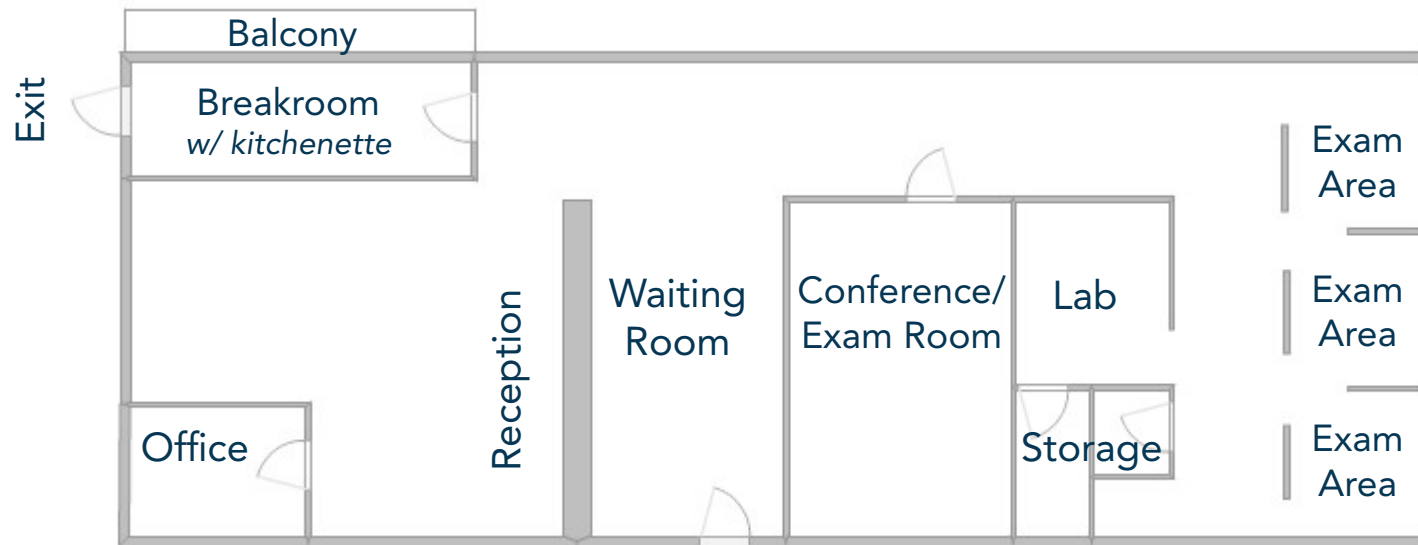 Balcony
Exit
Breakroom
w/ kitchenette
Exam
Area
Reception
Waiting
Room
Conference/
Exam Room
Lab
Exam
Area
Office
Storage
Exam
Area